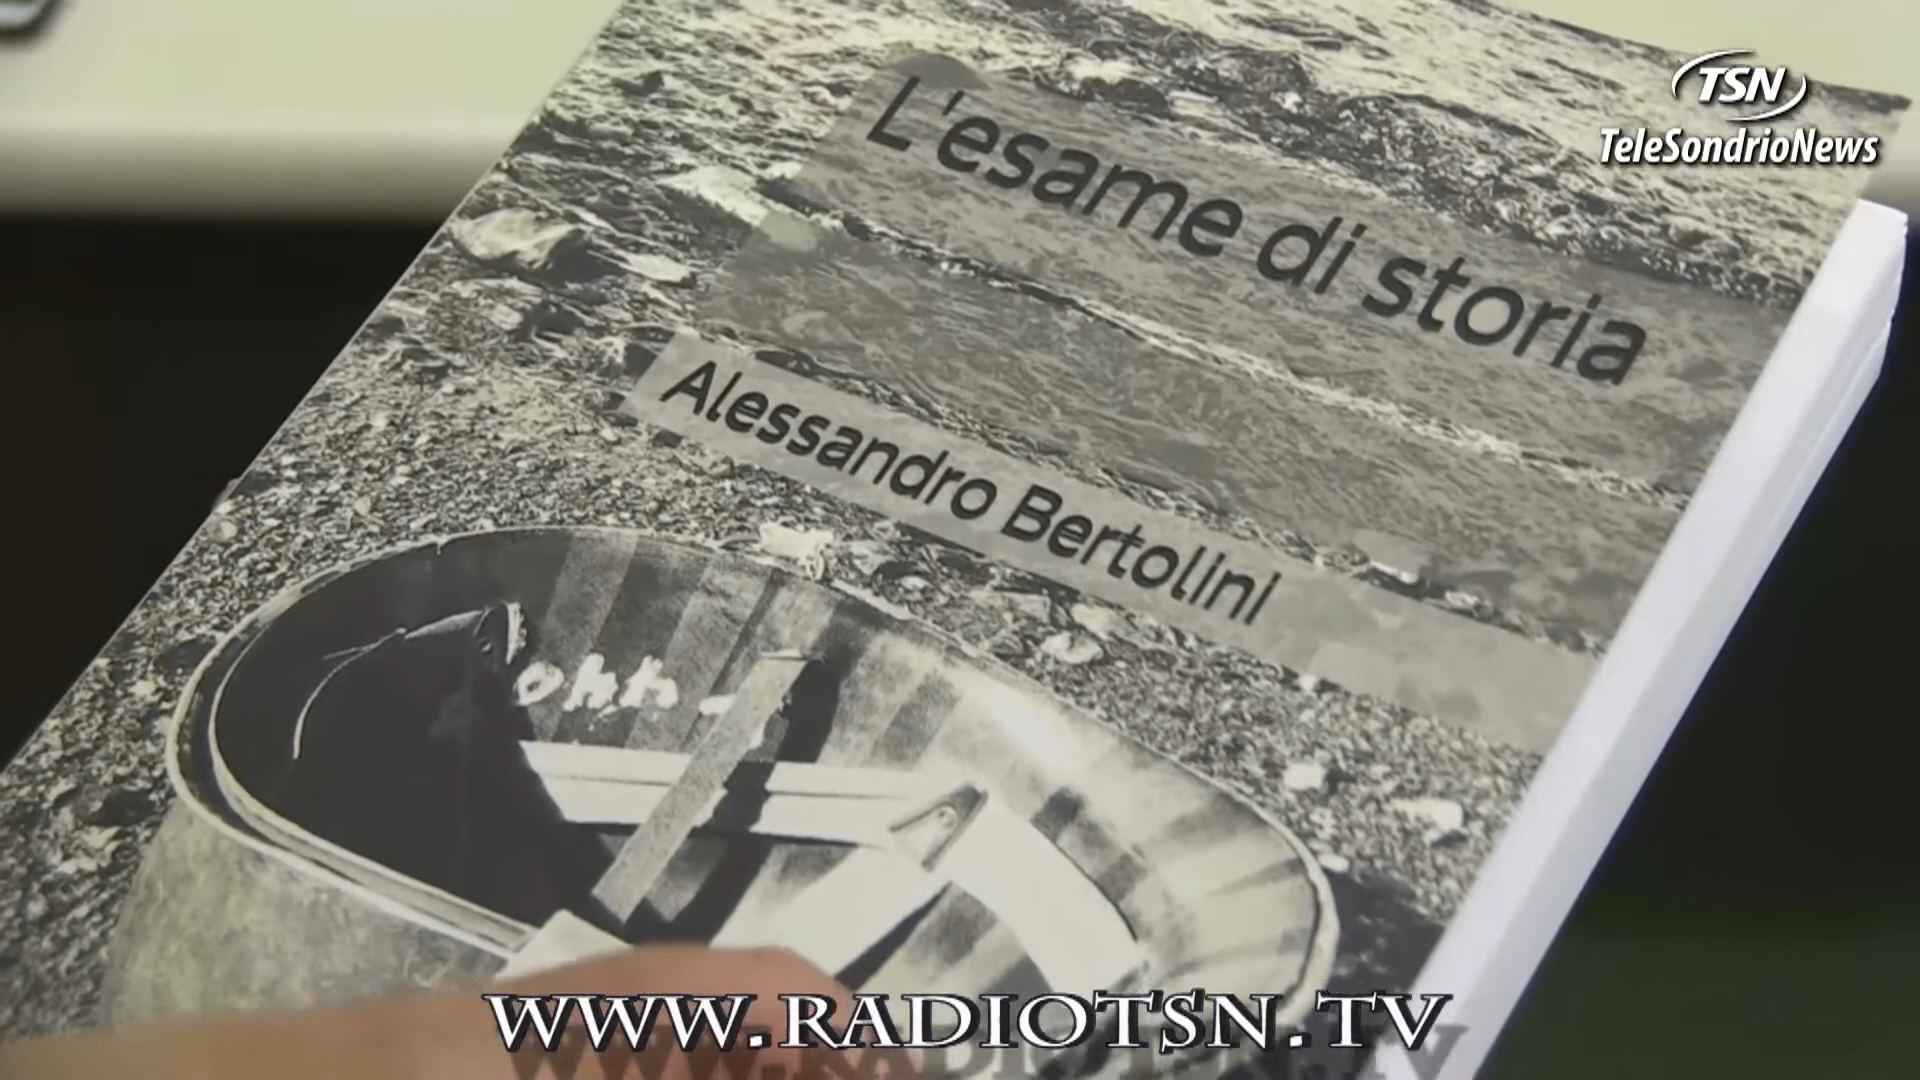 TSN
TeleSondrioNews
L'esame di storia
Alessandro Bertolini
WWW.RADIOTSN.TV